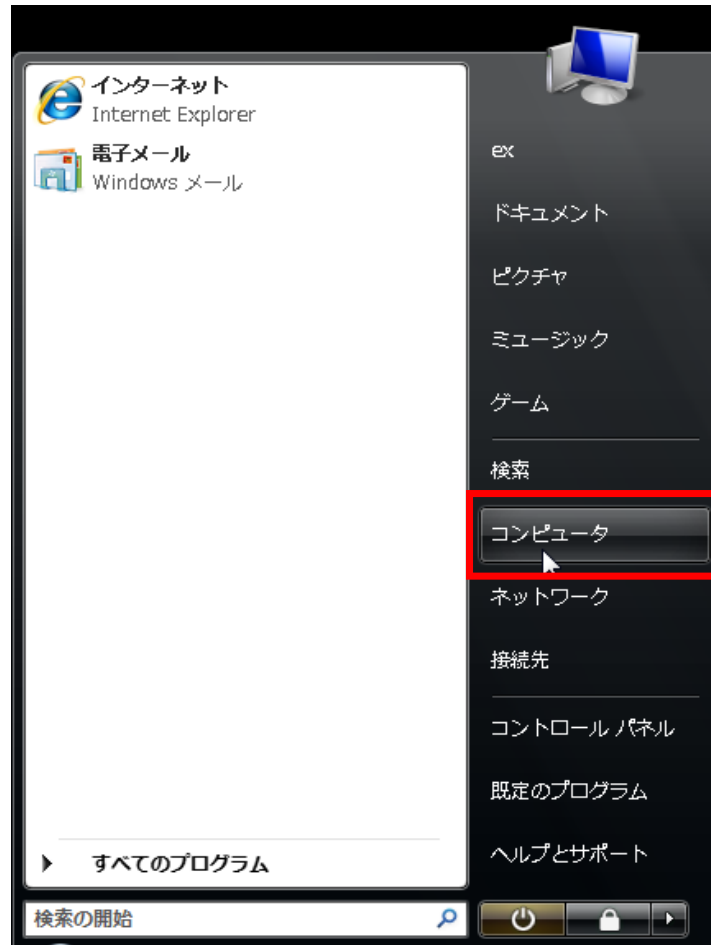 インターネット
Internet Explorer
電子メール
Windows メール
すべてのプログラム
検索の開始
ex
ドキュメント
ピクチャ
ミュージック
ゲーム
検索
コンピュータ
ネットワーク
接続先
コントロール パネル
既定のプログラム
ヘルプとサポート